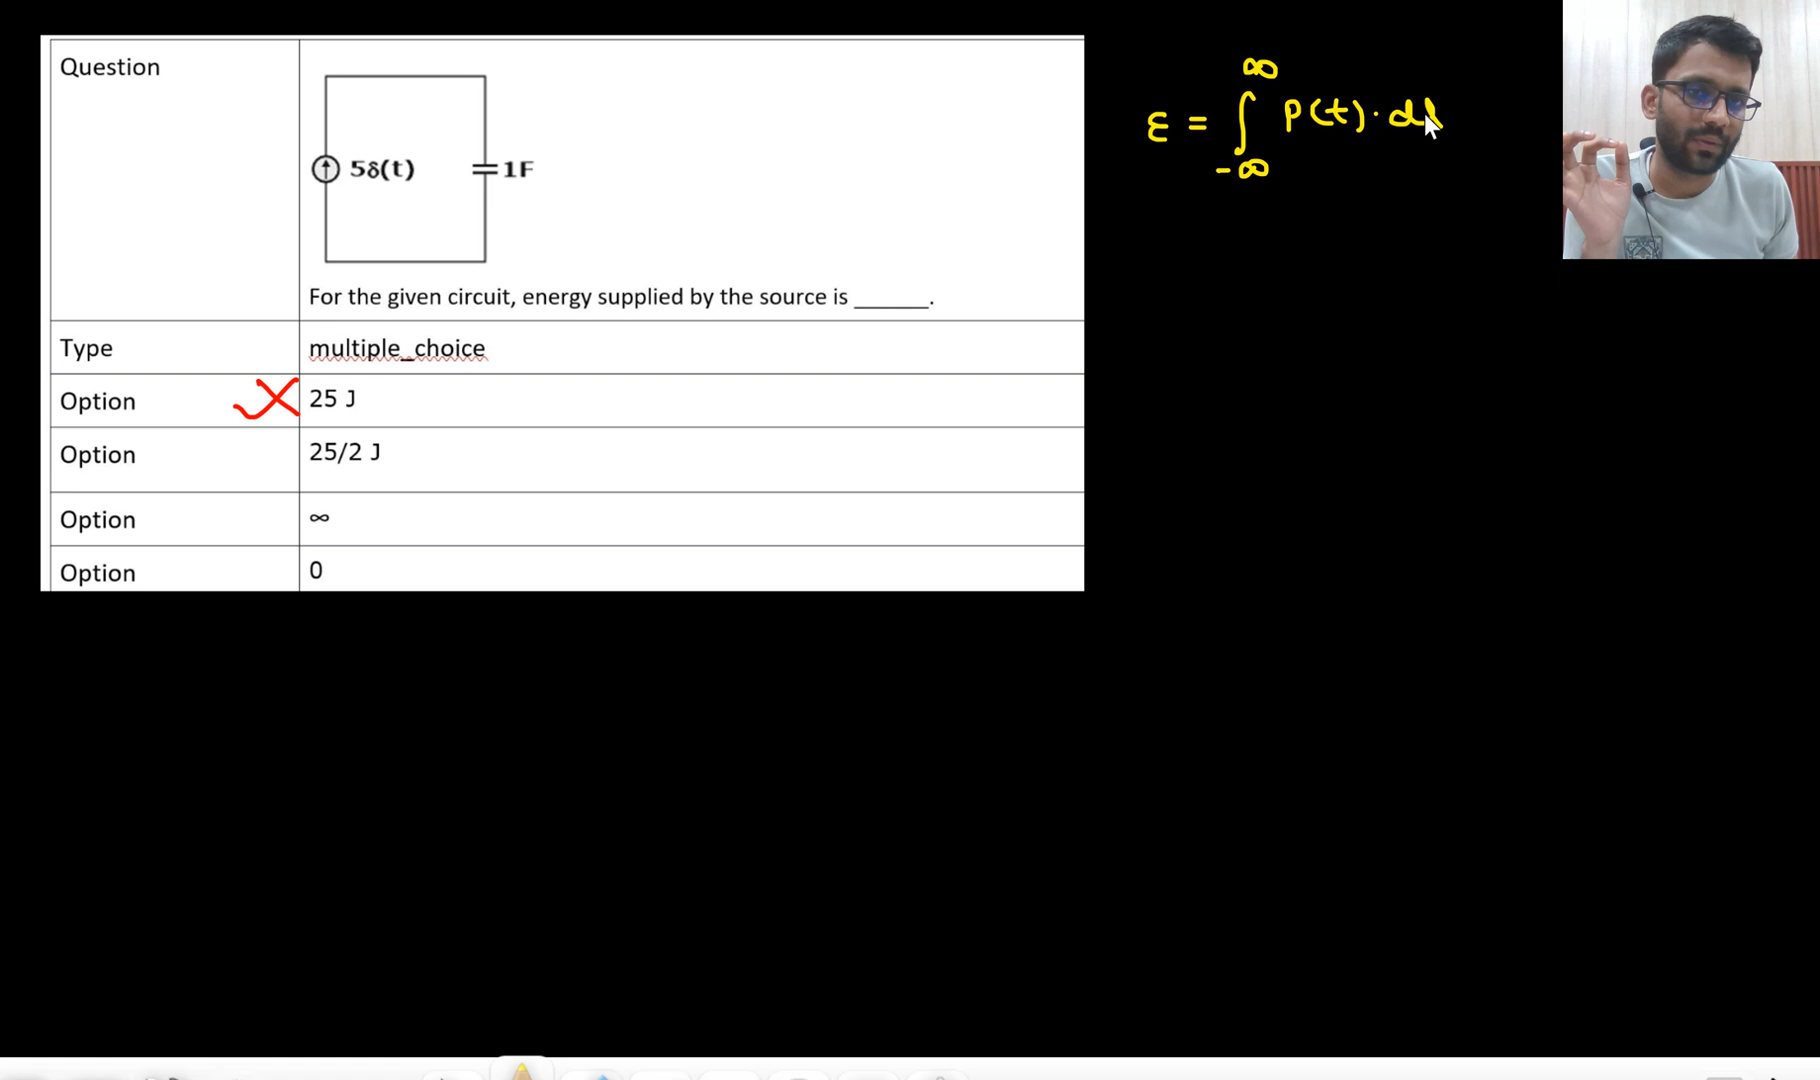 Question
5δ(t)
1F
For the given circuit, energy supplied by the source is ______.
Type
multiple_choice
Option
25 J
Option
25/2 J
Option
∞
Option
0
ε = ∫_{-∞}^{∞} P(t)·dt